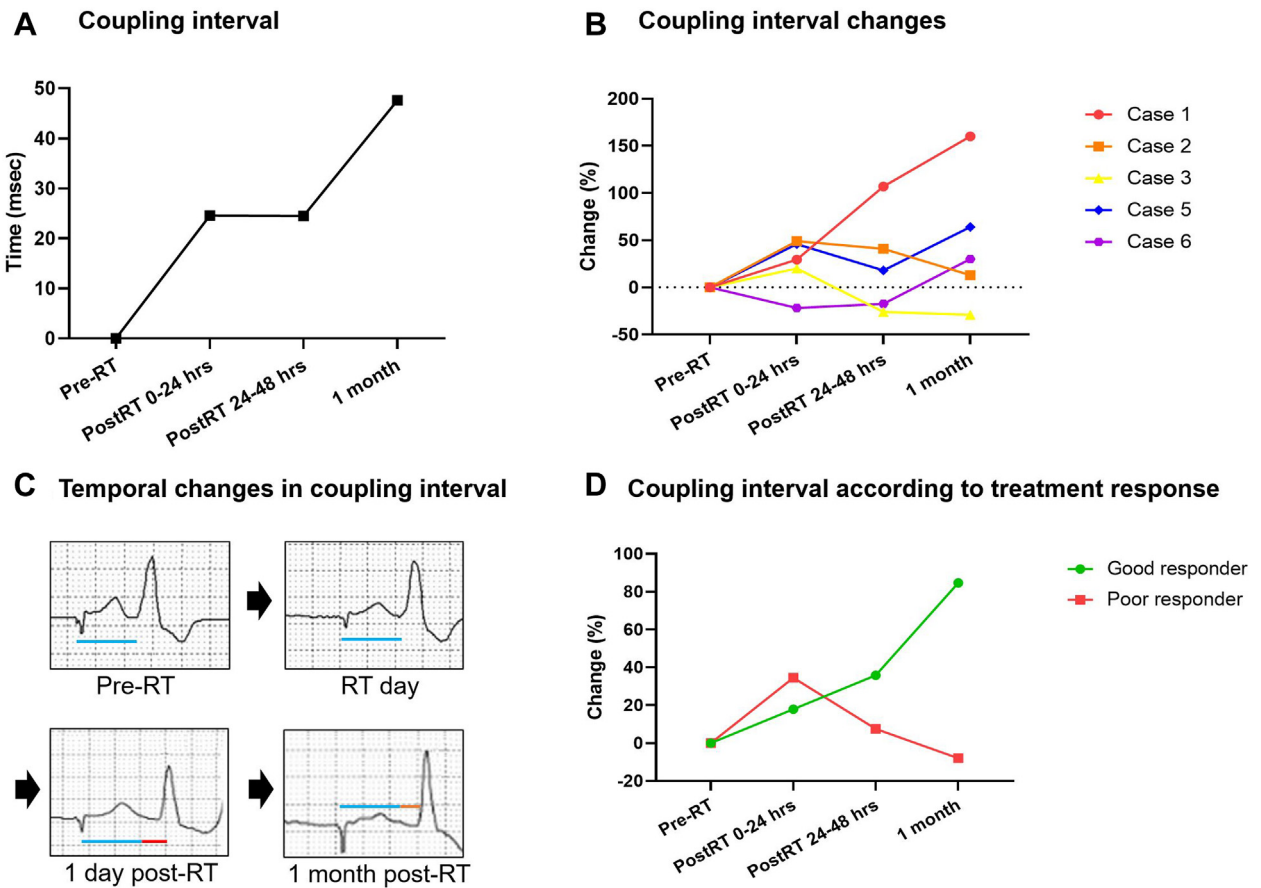 A Coupling interval
50
40
30
20
10
0
Time (msec)
Pre-RT
PostRT 0-24 hrs
PostRT 24-48 hrs
1 month
B Coupling interval changes
200
150
100
50
0
-50
Change (%)
Pre-RT
PostRT 0-24 hrs
PostRT 24-48 hrs
1 month
Case 1
Case 2
Case 3
Case 5
Case 6
C Temporal changes in coupling interval
Pre-RT
RT day
1 day post-RT
1 month post-RT
D Coupling interval according to treatment response
100
80
60
40
20
0
-20
Change (%)
Pre-RT
PostRT 0-24 hrs
PostRT 24-48 hrs
1 month
Good responder
Poor responder